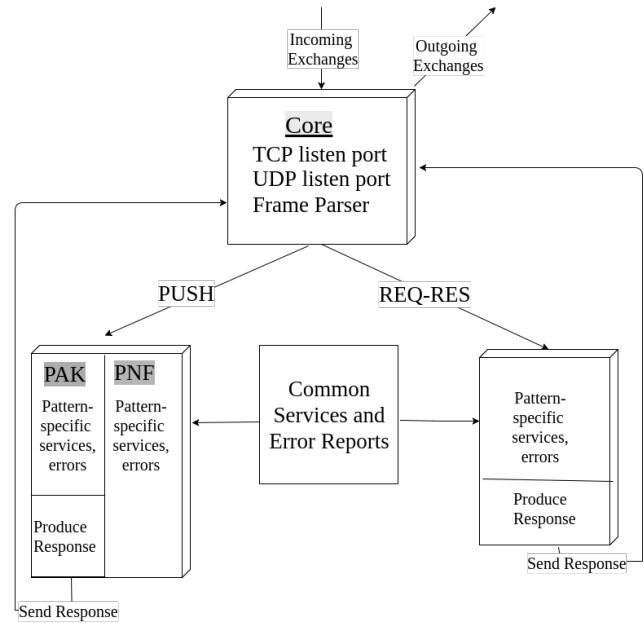 Incoming
Exchanges
Outgoing
Exchanges
Core
TCP listen port
UDP listen port
Frame Parser
PUSH
REQ-RES
PAK
Pattern-
specific
services,
errors
Produce
Response
PNF
Pattern-
specific
services,
errors
Common
Services and
Error Reports
Pattern-
specific
services,
errors
Produce
Response
Send Response
Send Response